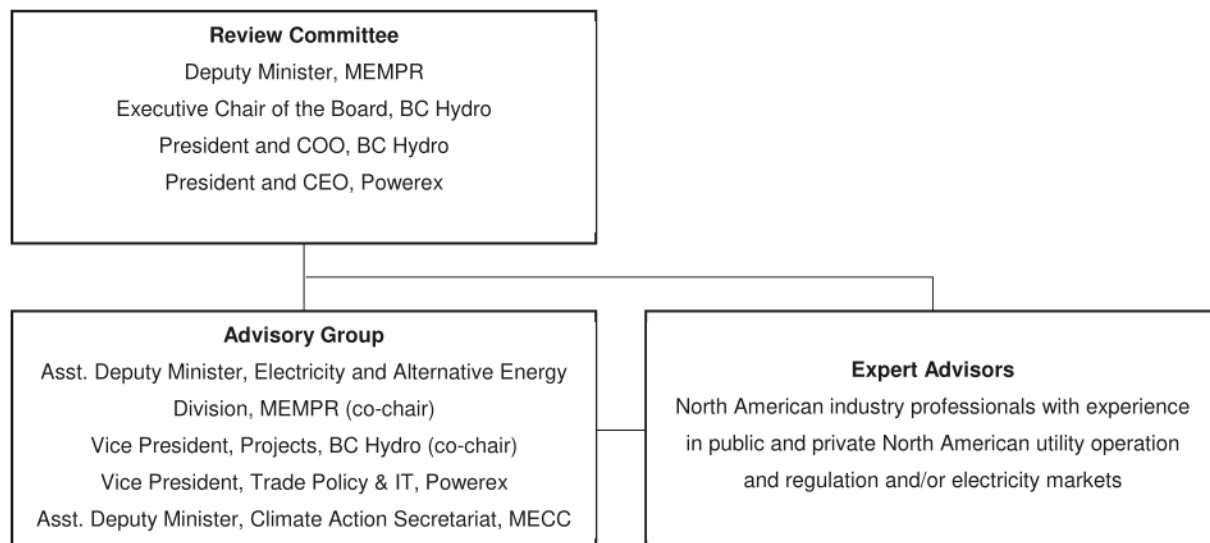 Review Committee
Deputy Minister, MEMPR
Executive Chair of the Board, BC Hydro
President and COO, BC Hydro
President and CEO, Powerex
Advisory Group
Asst. Deputy Minister, Electricity and Alternative Energy
Division, MEMPR (co-chair)
Vice President, Projects, BC Hydro (co-chair)
Vice President, Trade Policy & IT, Powerex
Asst. Deputy Minister, Climate Action Secretariat, MECC
Expert Advisors
North American industry professionals with experience
in public and private North American utility operation
and regulation and/or electricity markets